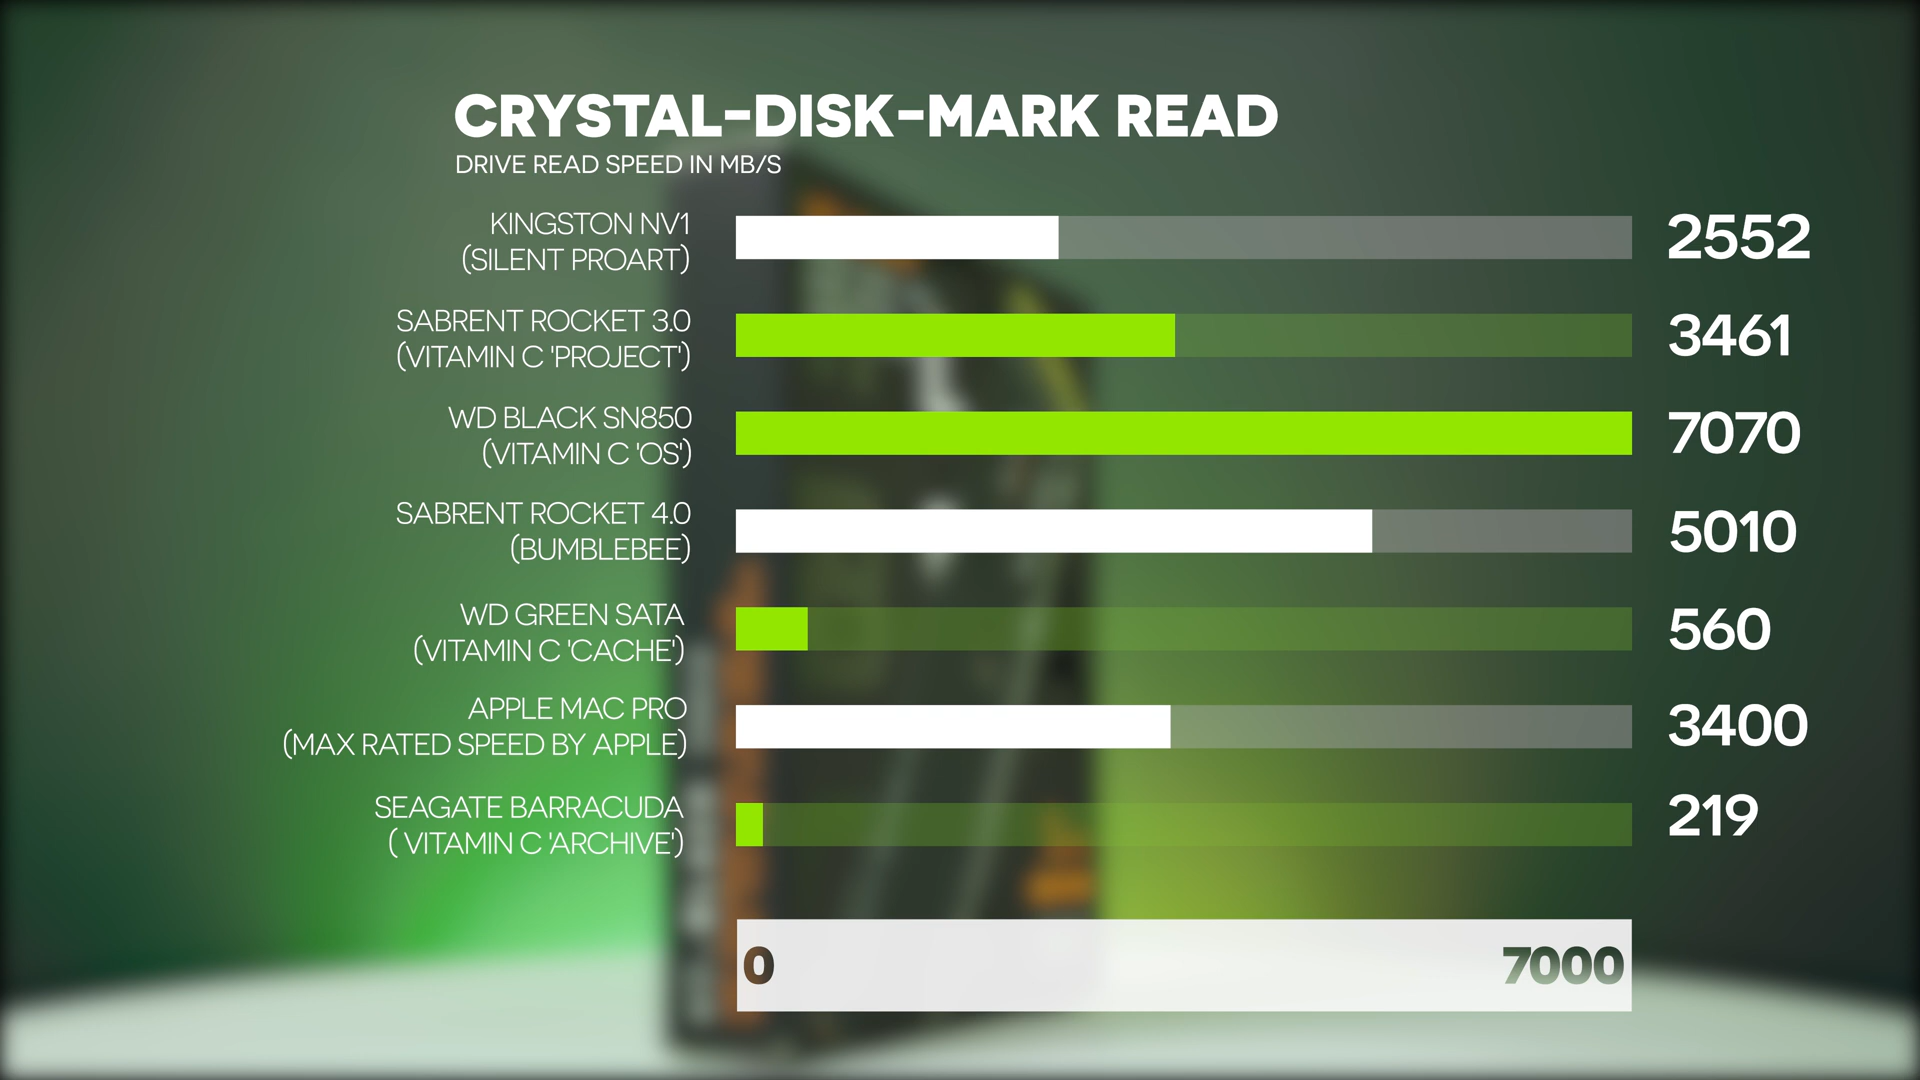 CRYSTAL-DISK-MARK READ
DRIVE READ SPEED IN MB/S
KINGSTON NV1
(SILENT PROART)
2552
SABRENT ROCKET 3.0
(VITAMIN C 'PROJECT')
3461
WD BLACK SN850
(VITAMIN C 'OS')
7070
SABRENT ROCKET 4.0
(BUMBLEBEE)
5010
WD GREEN SATA
(VITAMIN C 'CACHE')
560
APPLE MAC PRO
(MAX RATED SPEED BY APPLE)
3400
SEAGATE BARRACUDA
( VITAMIN C 'ARCHIVE')
219
0 7000